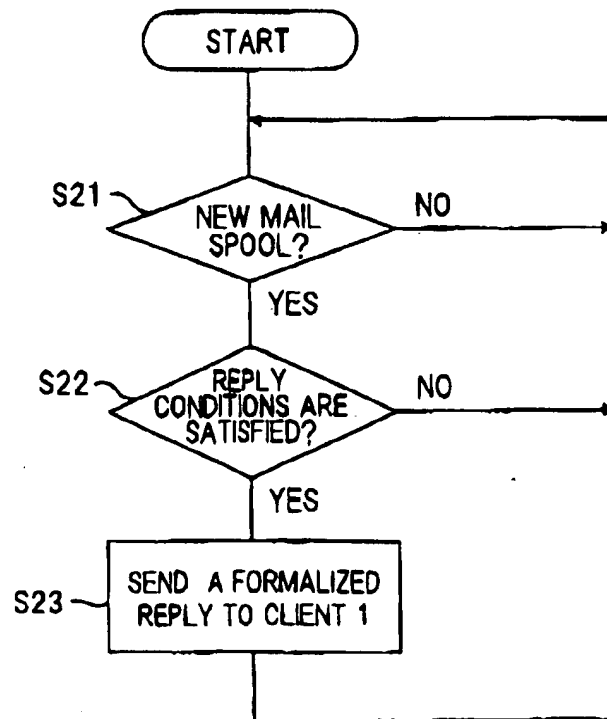 START
S21
NEW MAIL
SPOOL?
NO
YES
S22
REPLY
CONDITIONS ARE
SATISFIED?
NO
YES
S23
SEND A FORMALIZED
REPLY TO CLIENT 1